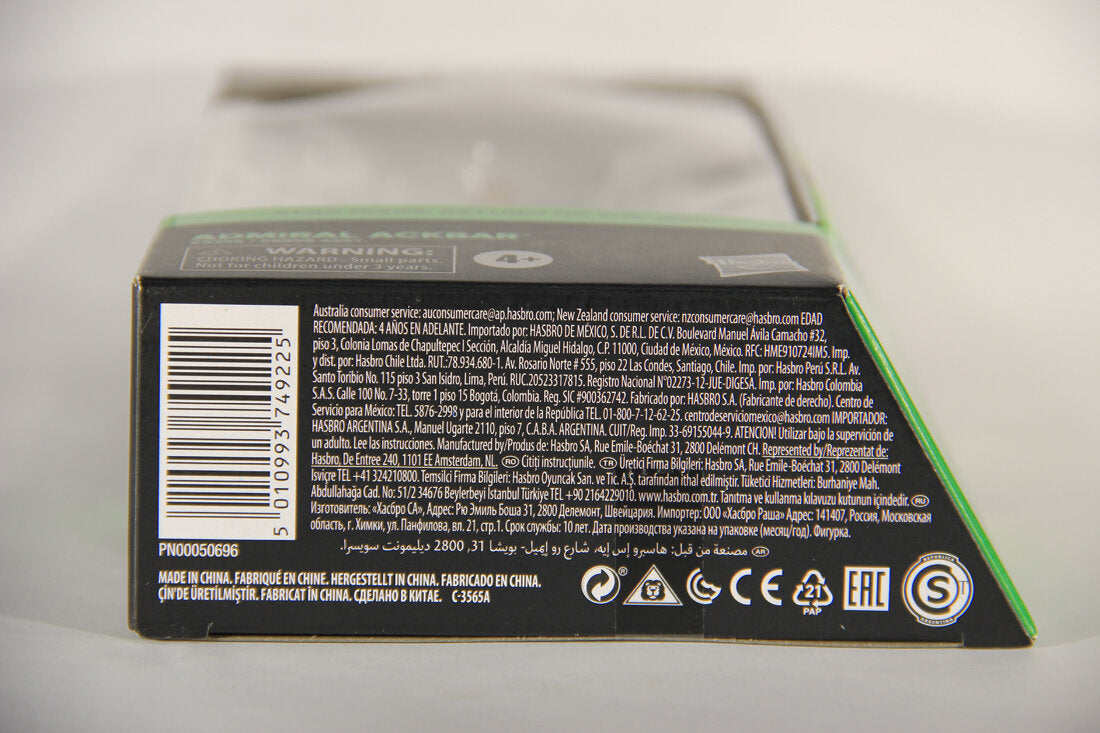 ADMIRAL ACKBAR
WARNING:
CHOKING HAZARD–Small parts.
Not for children under 3 years.
4+
Hasbro
Australia consumer service: auconsumercare@ap.hasbro.com; New Zealand consumer service: nzconsumercare@hasbro.com EDAD
RECOMENDADA: 4 AÑOS EN ADELANTE. Importado por: HASBRO DE MÉXICO, S. DE R.L. DE C.V. Boulevard Manuel Ávila Camacho #32,
piso 3, Colonia Lomas de Chapultepec I Sección, Alcaldía Miguel Hidalgo, C.P. 11000, Ciudad de México, México. RFC: HME910724IM5. Imp.
y dist. por: Hasbro Chile Ltda. RUT.:78.934.680-1. Av. Rosario Norte # 555, piso 22 Las Condes, Santiago, Chile. Imp. por: Hasbro Perú S.R.L. Av.
Santo Toribio No. 115 piso 3 San Isidro, Lima, Perú. RUC.20523317815. Registro Nacional N°02273-12-JUE-DIGESA. Imp. por: Hasbro Colombia
S.A.S. Calle 100 No. 7-33, torre 1 piso 15 Bogotá, Colombia. Reg. SIC #900362742. Fabricado por: HASBRO S.A. (Fabricante de derecho). Centro de
Servicio para México: TEL. 5876-2998 y para el interior de la República TEL. 01-800-7-12-62-25. centrodeserviciomexico@hasbro.com IMPORTADOR:
HASBRO ARGENTINA S.A., Manuel Ugarte 2110, piso 7, C.A.B.A. ARGENTINA. CUIT/Reg. Imp. 33-69155044-9. ATENCION! Utilizar bajo la supervisión de
un adulto. Lee las instrucciones. Manufactured by/Produs de: Hasbro SA, Rue Emile-Boéchat 31, 2800 Delémont CH. Represented by/Reprezentat de:
Hasbro, De Entree 240, 1101 EE Amsterdam, NL. RO Citiți instrucțiunile. TR Üretici Firma Bilgileri: Hasbro SA, Rue Emile-Boéchat 31, 2800 Delémont
İsviçre TEL +41 324210800. Temsilci Firma Bilgileri: Hasbro Oyuncak San. ve Tic. A.Ş. tarafından ithal edilmiştir. Tüketici Hizmetleri: Burhaniye Mah.
Abdullahağa Cad. No: 51/2 34676 Beylerbeyi İstanbul Türkiye TEL +90 2164229010. www.hasbro.com.tr. Tanıtma ve kullanma kılavuzu kutunun içindedir. RU
Изготовитель: «Хасбро СА», Адрес: Рю Эмиль Боша 31, 2800 Делемонт, Швейцария. Импортер: ООО «Хасбро Раша» Адрес: 141407, Россия, Московская
область, г. Химки, ул. Панфилова, вл. 21, стр.1. Срок службы: 10 лет. Дата производства указана на упаковке (месяц/год). Фигурка.
AR مصنعة من قبل: هاسبرو إس إيه، شارع رو إيميل- بويشا 31, 2800 ديليمونت سويسرا.
5 010993 749225
PN00050696
MADE IN CHINA. FABRIQUÉ EN CHINE. HERGESTELLT IN CHINA. FABRICADO EN CHINA.
ÇİN'DE ÜRETİLMİŞTİR. FABRICAT ÎN CHINA. СДЕЛАНО В КИТАЕ. C-3565A
CE
21
PAP
EAC
REPUBLICA
S
ARGENTINA